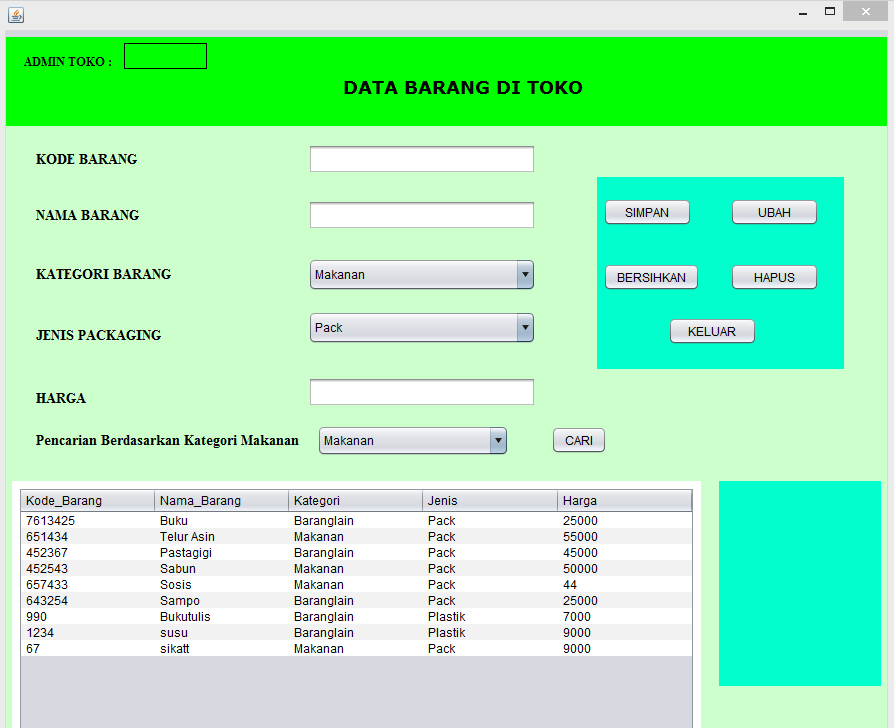 ADMIN TOKO :
DATA BARANG DI TOKO
KODE BARANG
NAMA BARANG
SIMPAN UBAH
KATEGORI BARANG Makanan
BERSIHKAN HAPUS
JENIS PACKAGING Pack
KELUAR
HARGA
Pencarian Berdasarkan Kategori Makanan Makanan CARI
Kode_Barang Nama_Barang Kategori Jenis Harga
7613425 Buku Baranglain Pack 25000
651434 Telur Asin Makanan Pack 55000
452367 Pastagigi Baranglain Pack 45000
452543 Sabun Makanan Pack 50000
657433 Sosis Makanan Pack 44
643254 Sampo Baranglain Pack 25000
990 Bukutulis Baranglain Plastik 7000
1234 susu Baranglain Plastik 9000
67 sikatt Makanan Pack 9000